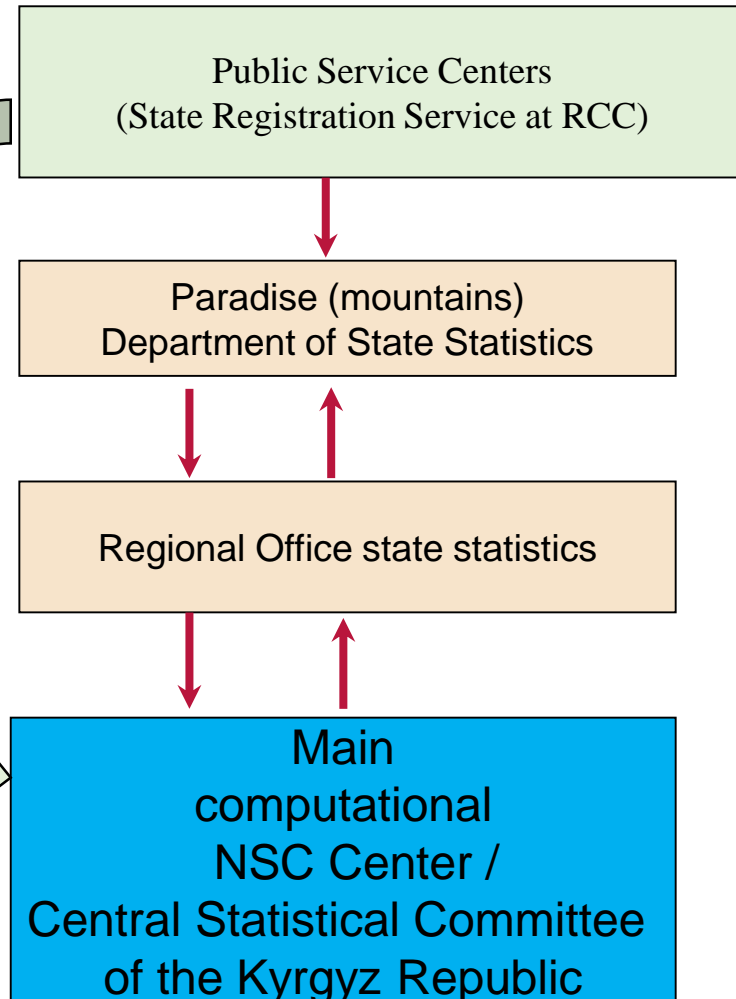 Public Service Centers
(State Registration Service at RCC)
Paradise (mountains)
Department of State Statistics
Regional Office state statistics
Main
computational
NSC Center /
Central Statistical Committee
of the Kyrgyz Republic